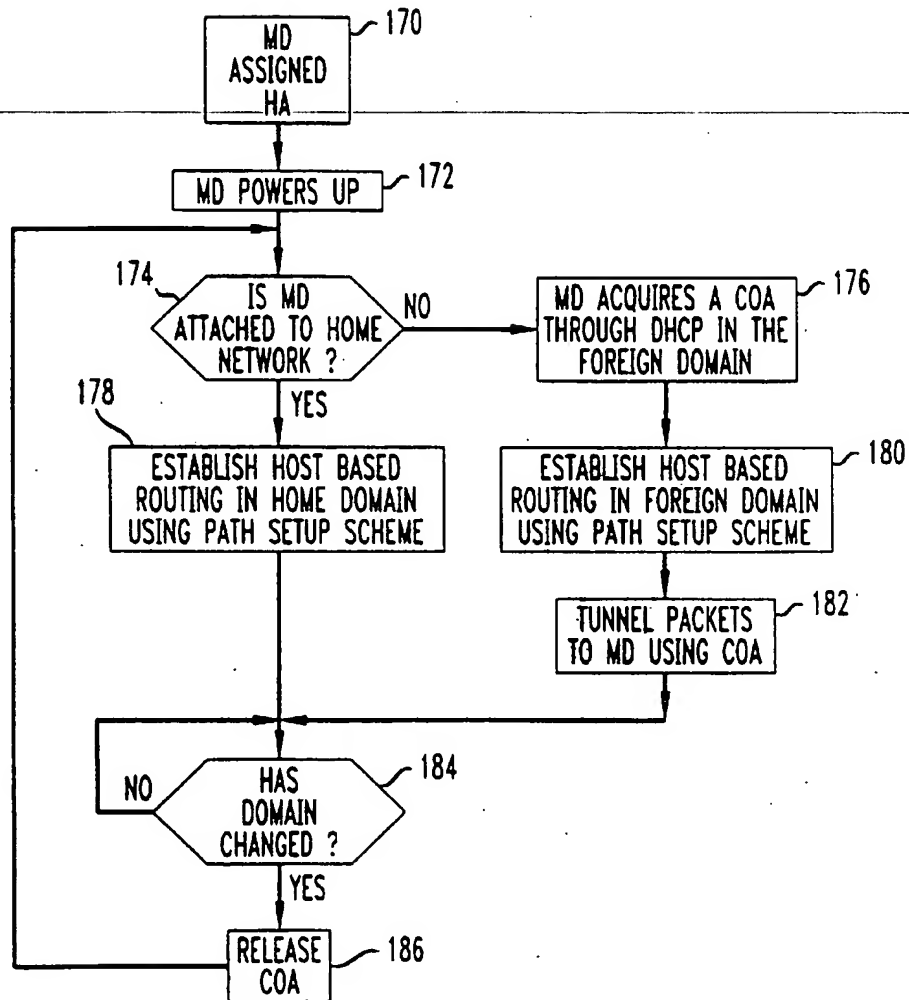 MD
ASSIGNED
HA
170
MD POWERS UP
172
174
IS MD
ATTACHED TO HOME
NETWORK ?
NO
YES
MD ACQUIRES A COA
THROUGH DHCP IN THE
FOREIGN DOMAIN
176
178
ESTABLISH HOST BASED
ROUTING IN HOME DOMAIN
USING PATH SETUP SCHEME
ESTABLISH HOST BASED
ROUTING IN FOREIGN DOMAIN
USING PATH SETUP SCHEME
180
TUNNEL PACKETS
TO MD USING COA
182
HAS
DOMAIN
CHANGED ?
184
NO
YES
RELEASE
COA
186